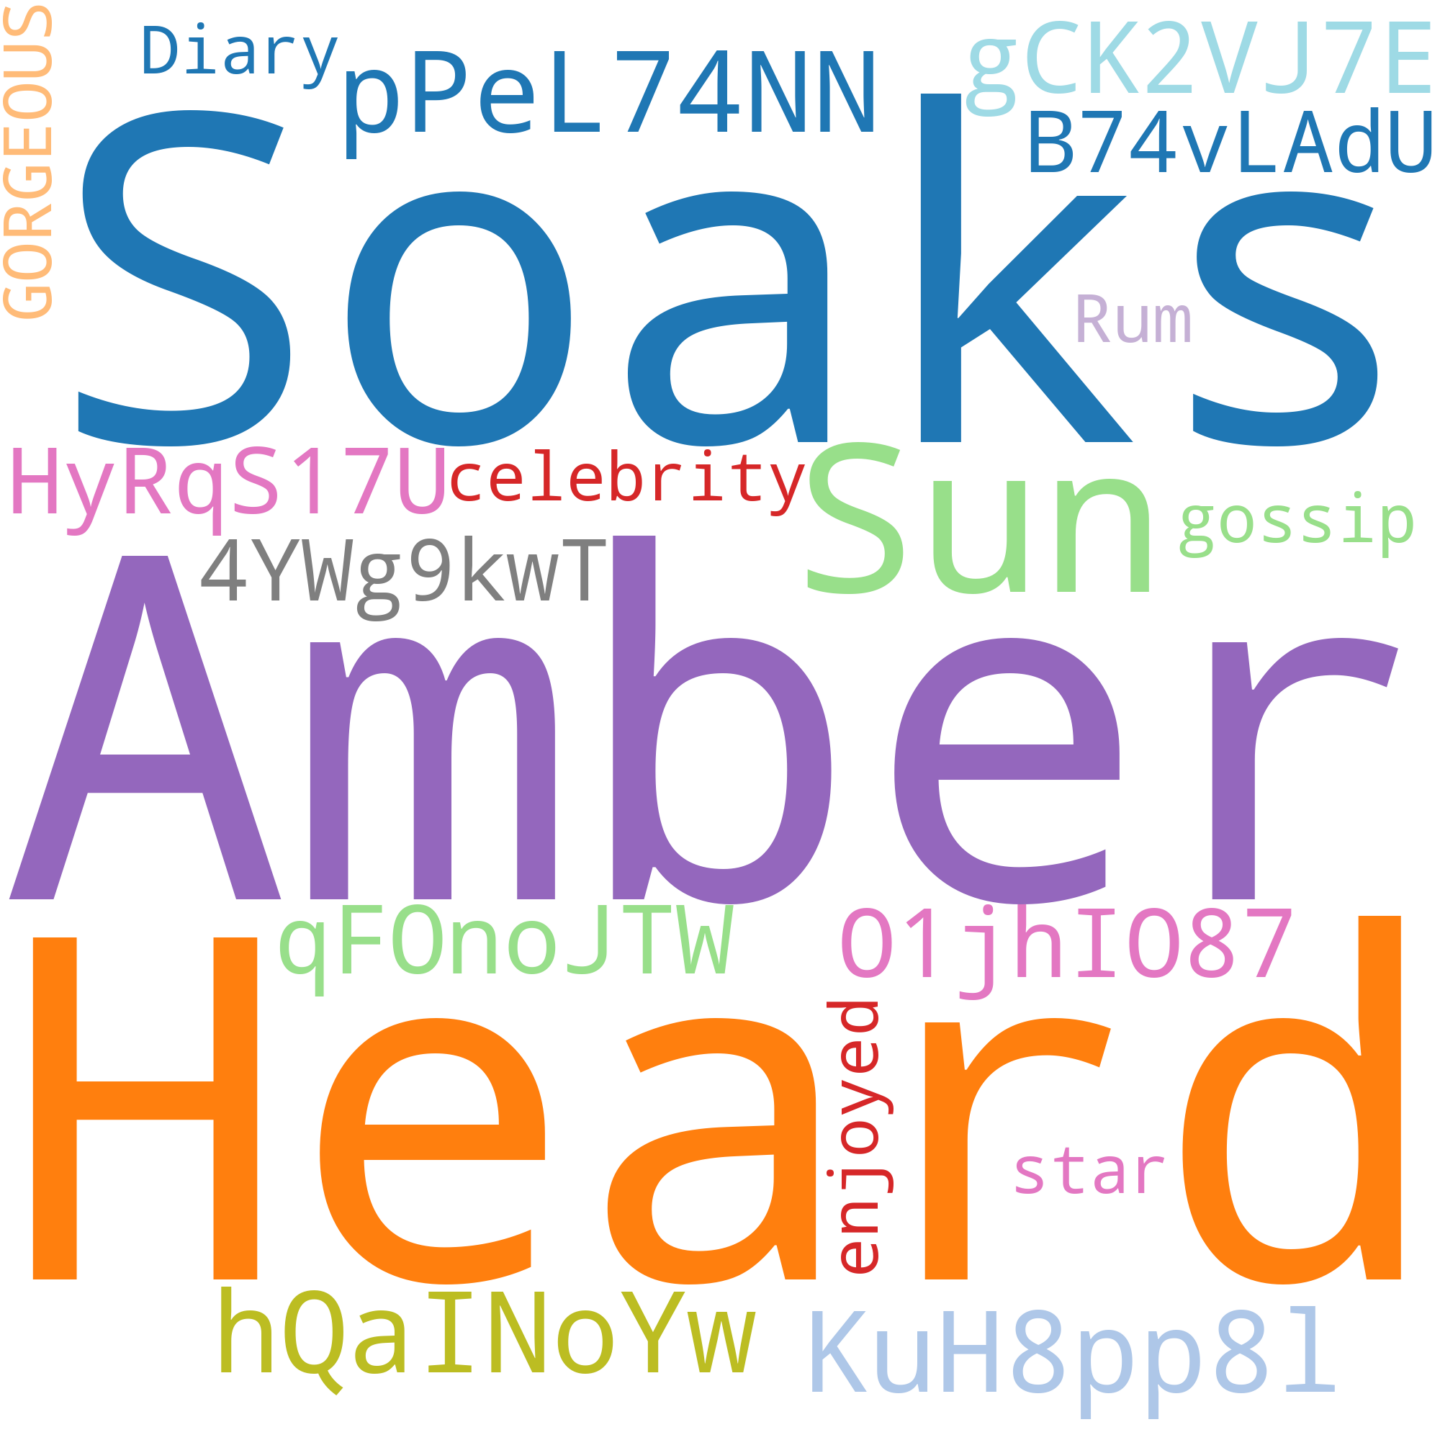 GORGEOUS
Diary
pPeL74NN
gCK2VJ7E
B74vLAdU
Soaks
Rum
HyRqS17U
celebrity
Sun
gossip
4YWg9kwT
Amber
qFOnoJTW
O1jhIO87
Heard
enjoyed
star
hQaINoYw
KuH8pp8l